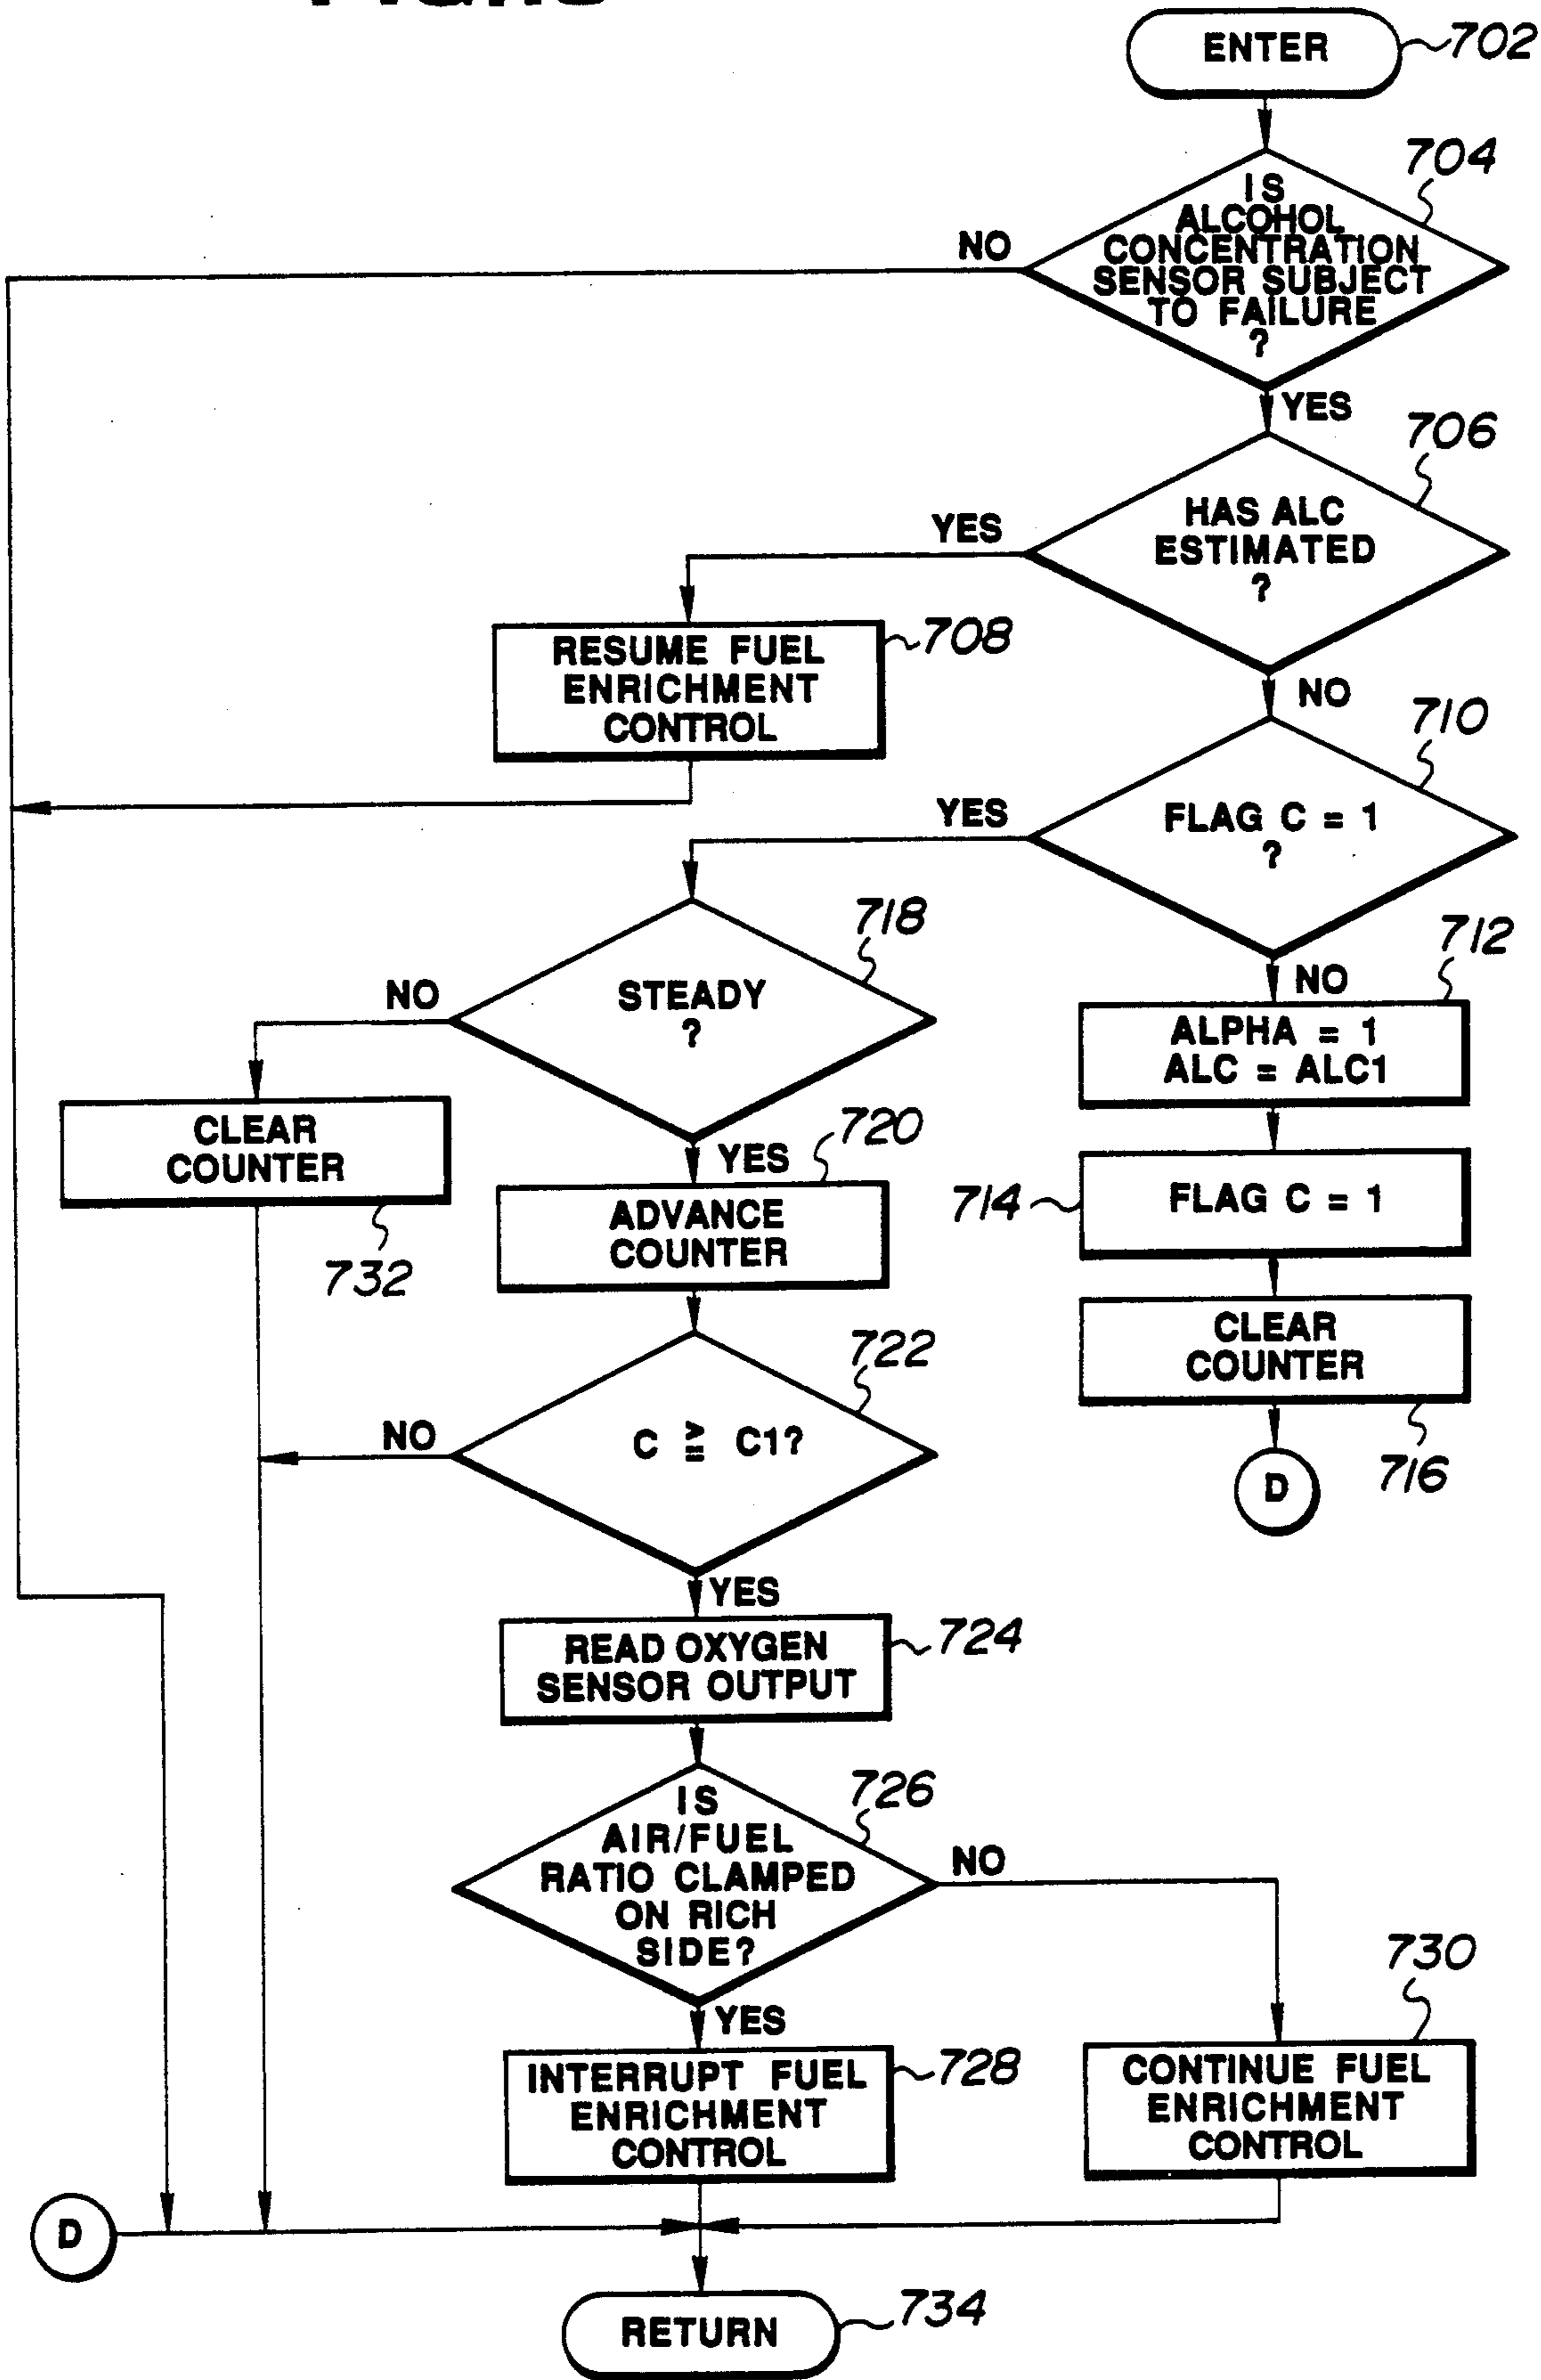 ENTER
702
704
IS
ALCOHOL
CONCENTRATION
SENSOR SUBJECT
TO FAILURE
?
NO
YES
706
HAS ALC
ESTIMATED
?
YES
708
RESUME FUEL
ENRICHMENT
CONTROL
NO
710
FLAG C = 1
?
YES
718
712
STEADY
?
NO
NO
ALPHA = 1
ALC = ALC1
CLEAR
COUNTER
732
YES
720
ADVANCE
COUNTER
714
FLAG C = 1
CLEAR
COUNTER
716
D
722
C ≧ C1?
NO
YES
READ OXYGEN
SENSOR OUTPUT
724
726
IS
AIR/FUEL
RATIO CLAMPED
ON RICH
SIDE?
NO
730
YES
INTERRUPT FUEL
ENRICHMENT
CONTROL
728
CONTINUE FUEL
ENRICHMENT
CONTROL
D
RETURN
734